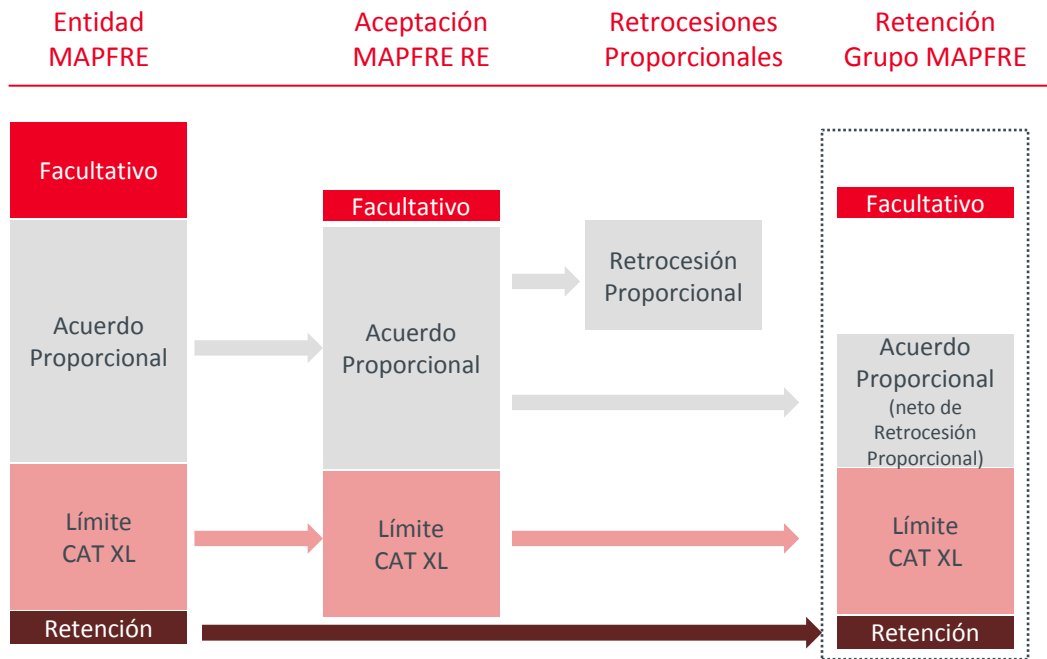 Entidad
MAPFRE
Aceptación
MAPFRE RE
Retrocesiones
Proporcionales
Retención
Grupo MAPFRE
Facultativo
Acuerdo
Proporcional
Límite
CAT XL
Retención
Facultativo
Acuerdo
Proporcional
Límite
CAT XL
Retrocesión
Proporcional
Facultativo
Acuerdo
Proporcional
(neto de
Retrocesión
Proporcional)
Límite
CAT XL
Retención